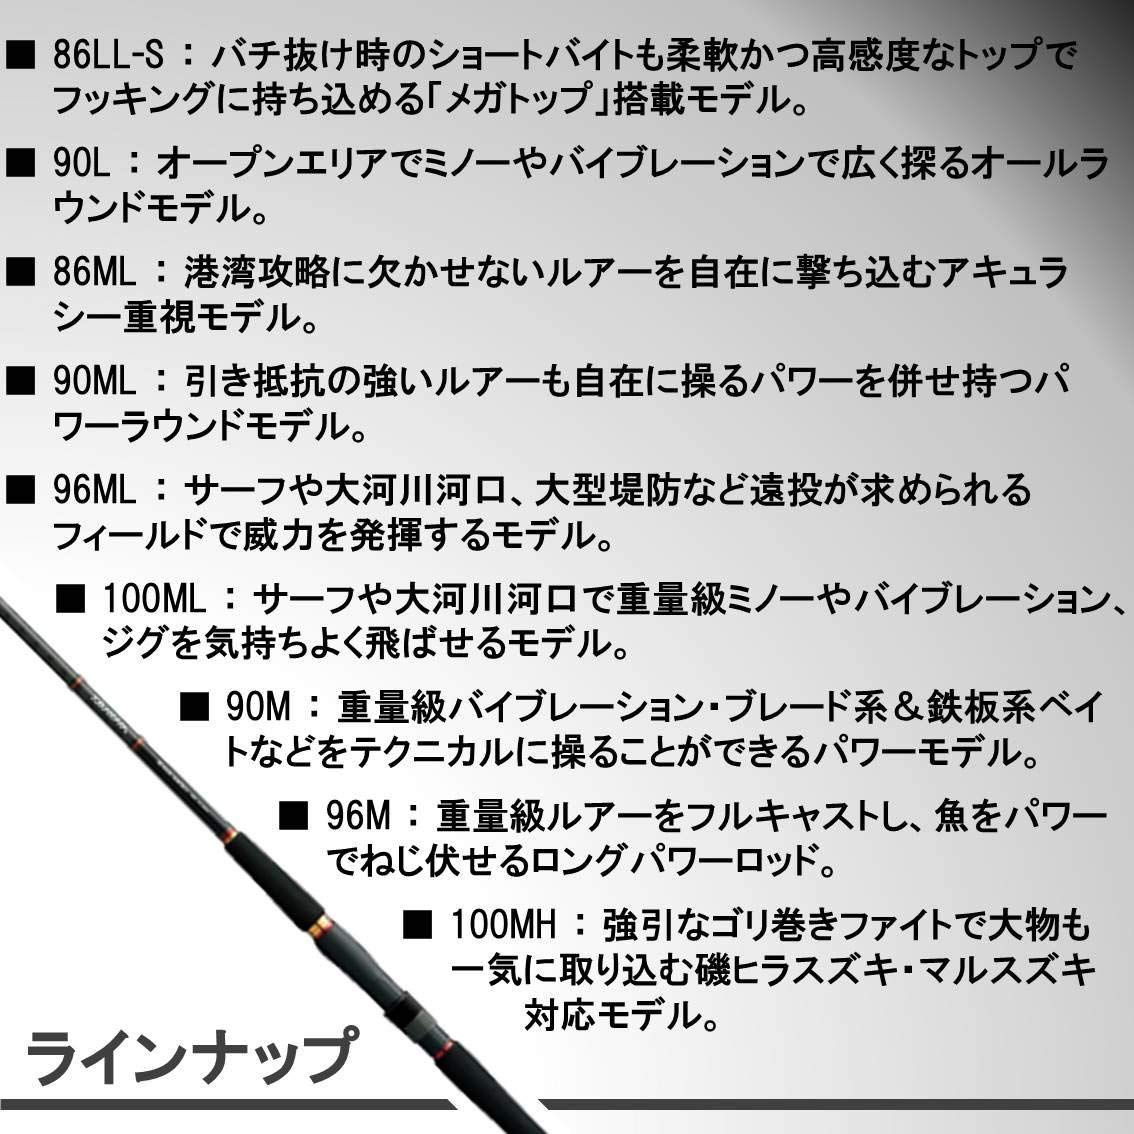 ■ 86LL-S : バチ抜け時のショートバイトも柔軟かつ高感度なトップで
フッキングに持ち込める「メガトップ」搭載モデル。
■ 90L : オープンエリアでミノーやバイブレーションで広く探るオールラ
ウンドモデル。
■ 86ML : 港湾攻略に欠かせないルアーを自在に撃ち込むアキュラ
シー重視モデル。
■ 90ML : 引き抵抗の強いルアーも自在に操るパワーを併せ持つパ
ワーラウンドモデル。
■ 96ML : サーフや大河川河口、大型堤防など遠投が求められる
フィールドで威力を発揮するモデル。
■ 100ML : サーフや大河川河口で重量級ミノーやバイブレーション、
ジグを気持ちよく飛ばせるモデル。
■ 90M : 重量級バイブレーション・ブレード系＆鉄板系ベイ
トなどをテクニカルに操ることができるパワーモデル。
■ 96M : 重量級ルアーをフルキャストし、魚をパワー
でねじ伏せるロングパワーロッド。
■ 100MH : 強引なゴリ巻きファイトで大物も
一気に取り込む磯ヒラスズキ・マルスズキ
対応モデル。
ラインナップ